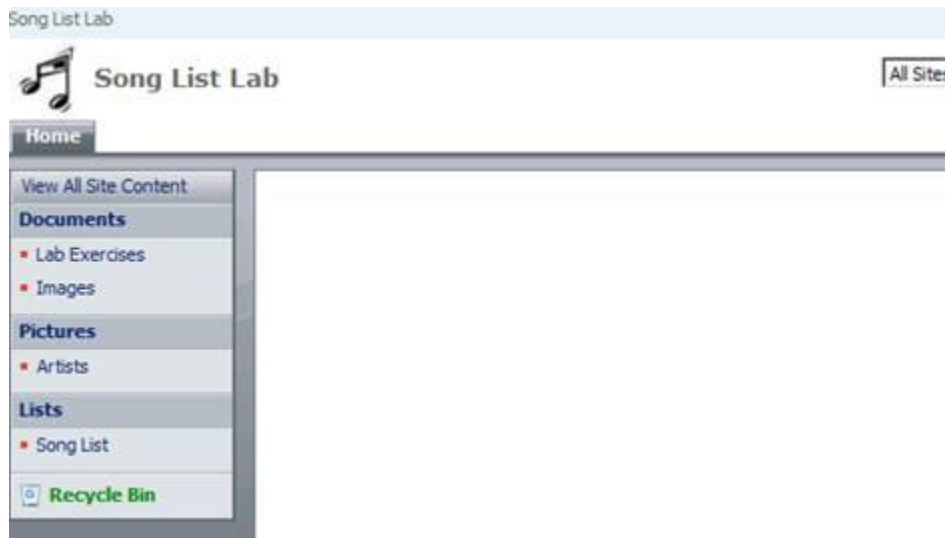 Song List Lab
Song List Lab
All Sites
Home
View All Site Content
Documents
Lab Exercises
Images
Pictures
Artists
Lists
Song List
Recycle Bin